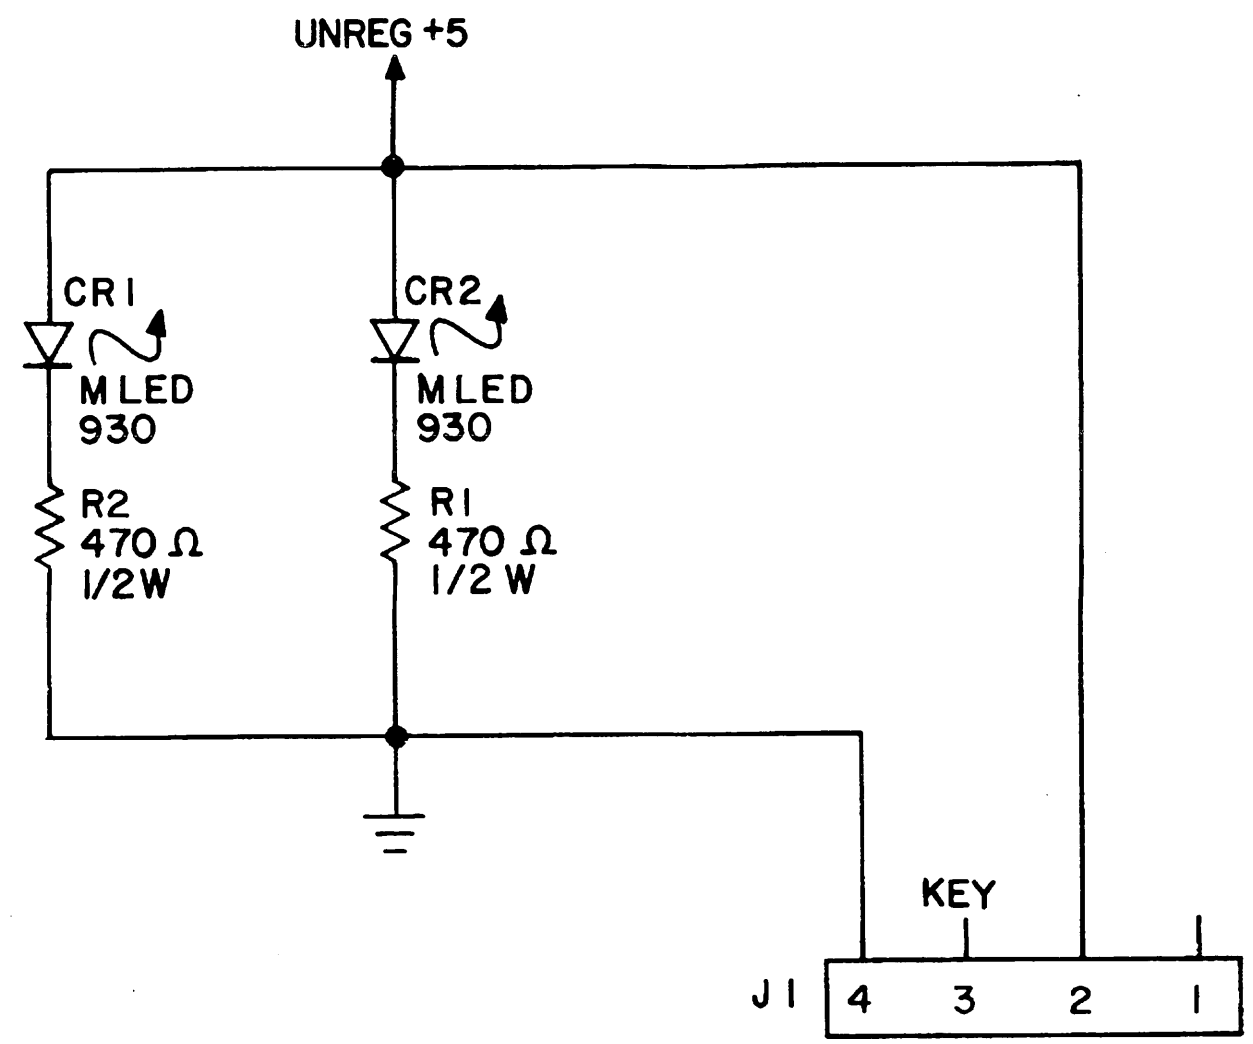 UNREG +5
CR1
MLED
930
R2
470 Ω
1/2W
CR2
MLED
930
R1
470 Ω
1/2 W
KEY
J1
4 3 2 1